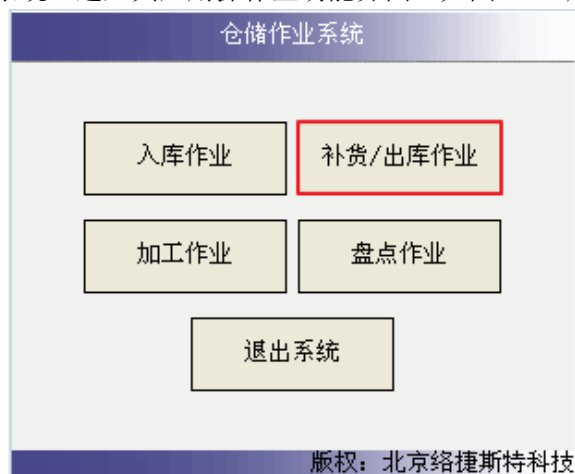 仓储作业系统
入库作业
补货/出库作业
加工作业
盘点作业
退出系统
版权：北京络捷斯特科技